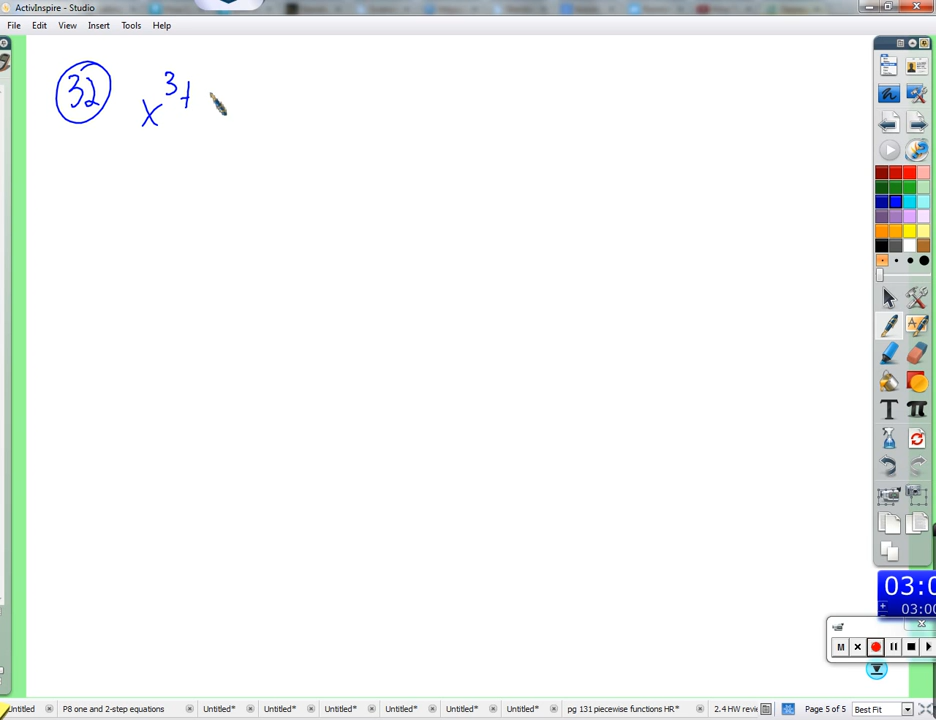 ActivInspire - Studio
File Edit View Insert Tools Help
32 x³+
03:0
03:00
M
Untitled P8 one and 2-step equations Untitled* Untitled* Untitled* Untitled* Untitled* Untitled* pg 131 piecewise functions HR* 2.4 HW revie Page 5 of 5 Best Fit